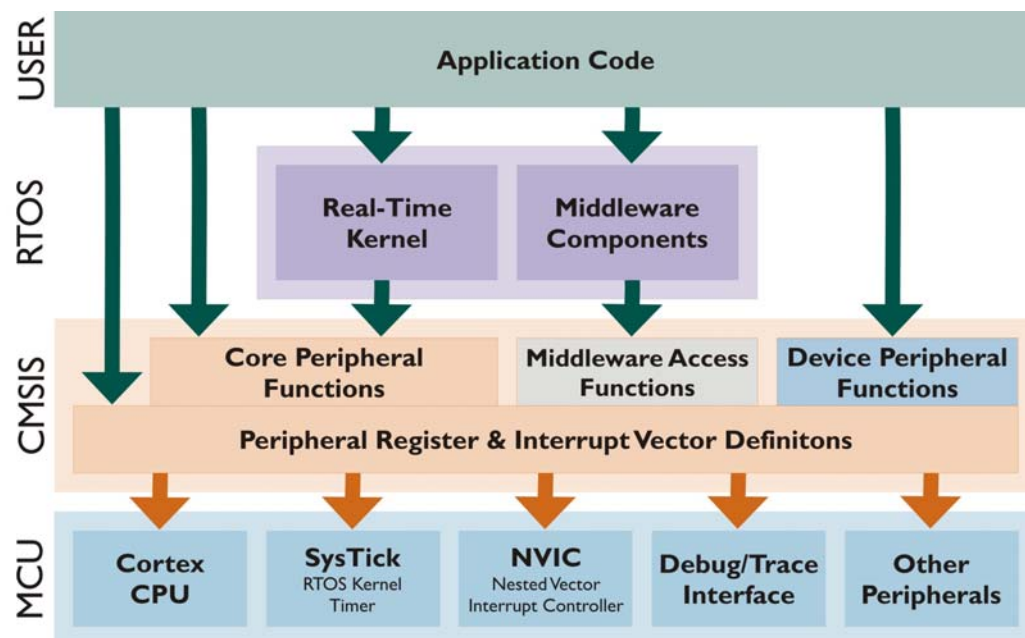 USER
Application Code
RTOS
Real-Time
Kernel
Middleware
Components
CMSIS
Core Peripheral
Functions
Middleware Access
Functions
Device Peripheral
Functions
Peripheral Register & Interrupt Vector Definitons
MCU
Cortex
CPU
SysTick
RTOS Kernel
Timer
NVIC
Nested Vector
Interrupt Controller
Debug/Trace
Interface
Other
Peripherals